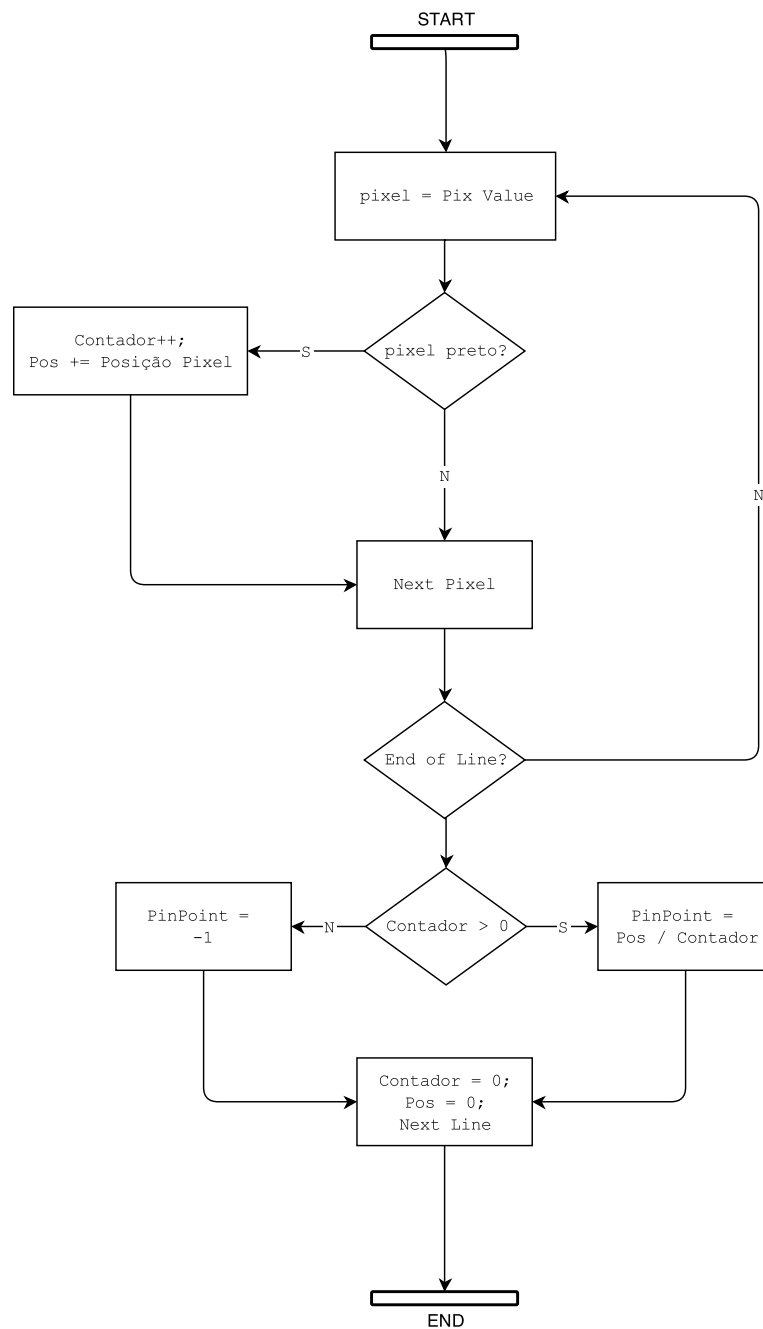 START
pixel = Pix Value
Contador++;
Pos += Posição Pixel
S
pixel preto?
N
N
Next Pixel
End of Line?
PinPoint =
-1
N
Contador > 0
S
PinPoint =
Pos / Contador
Contador = 0;
Pos = 0;
Next Line
END